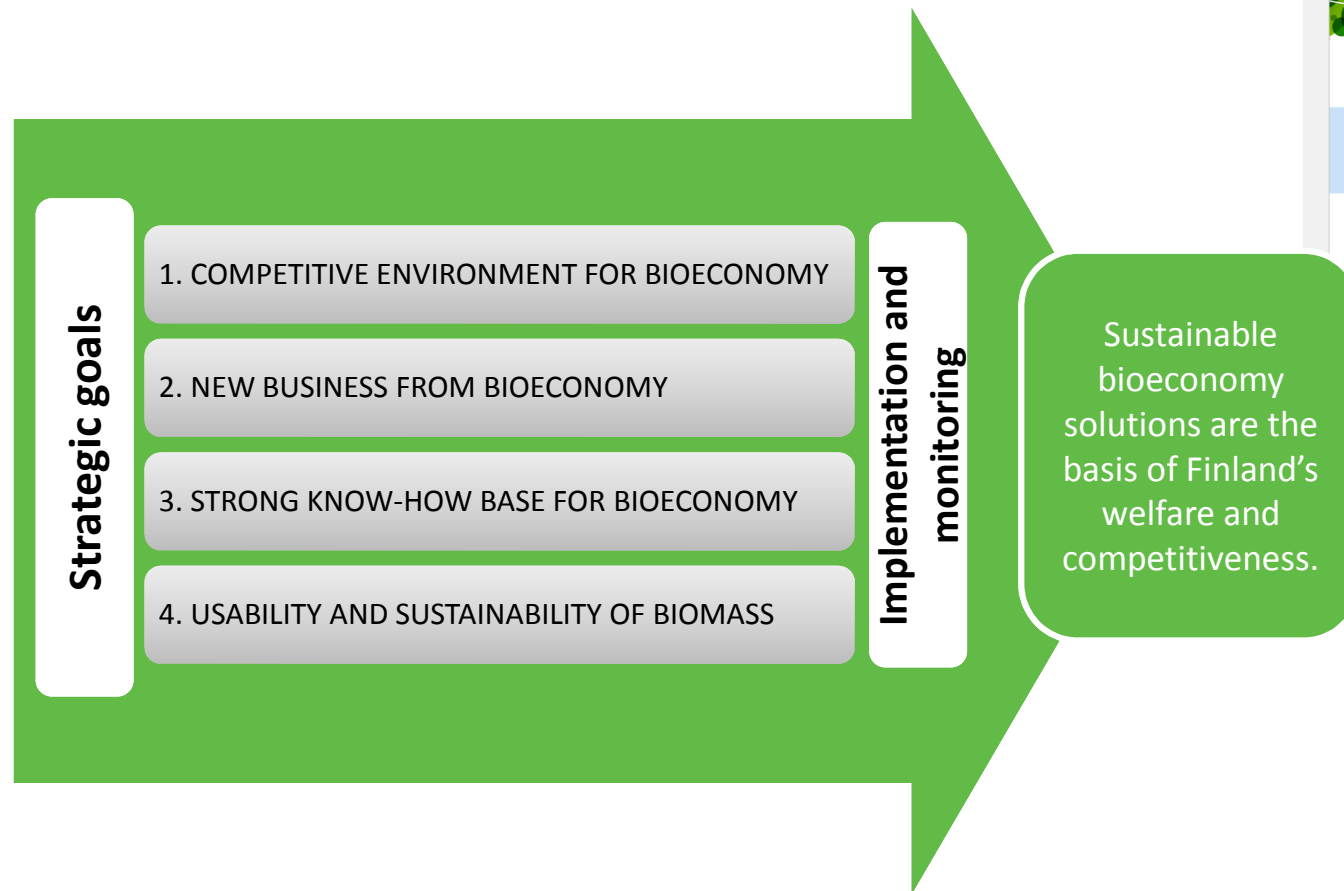 Strategic goals
1. COMPETITIVE ENVIRONMENT FOR BIOECONOMY
2. NEW BUSINESS FROM BIOECONOMY
3. STRONG KNOW-HOW BASE FOR BIOECONOMY
4. USABILITY AND SUSTAINABILITY OF BIOMASS
Implementation and
monitoring
Sustainable
bioeconomy
solutions are the
basis of Finland’s
welfare and
competitiveness.